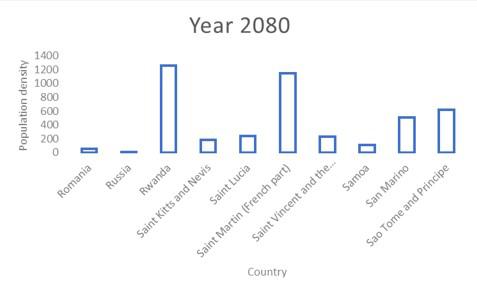 Year 2080
Population density
1400
1200
1000
800
600
400
200
0
Romania
Russia
Rwanda
Saint Kitts and Nevis
Saint Lucia
Saint Martin (French part)
Saint Vincent and the...
Samoa
San Marino
Sao Tome and Principe
Country